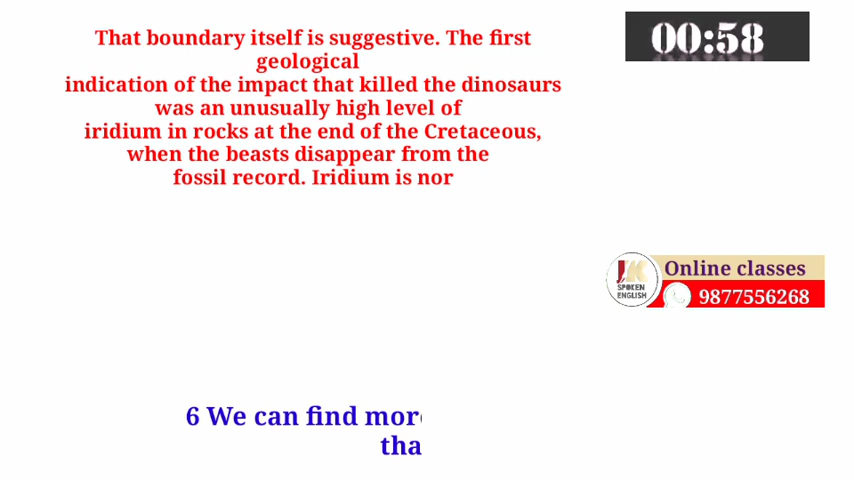 That boundary itself is suggestive. The first
geological
indication of the impact that killed the dinosaurs
was an unusually high level of
iridium in rocks at the end of the Cretaceous,
when the beasts disappear from the
fossil record. Iridium is nor
00:58
Online classes
SPOKEN
ENGLISH
9877556268
6 We can find more
tha